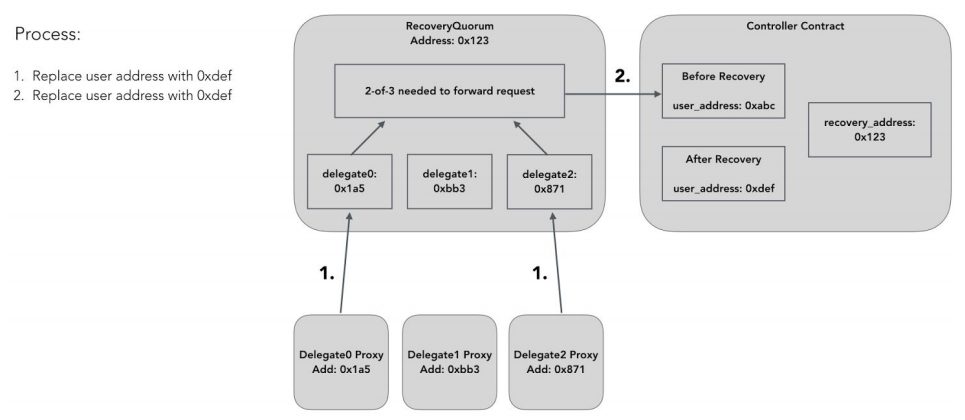 Process:
1. Replace user address with 0xdef
2. Replace user address with 0xdef
RecoveryQuorum
Address: 0x123
2-of-3 needed to forward request
delegate0:
0x1a5
delegate1:
0xbb3
delegate2:
0x871
2.
Controller Contract
Before Recovery
user_address: 0xabc
After Recovery
user_address: 0xdef
recovery_address:
0x123
1.
1.
Delegate0 Proxy
Add: 0x1a5
Delegate1 Proxy
Add: 0xbb3
Delegate2 Proxy
Add: 0x871